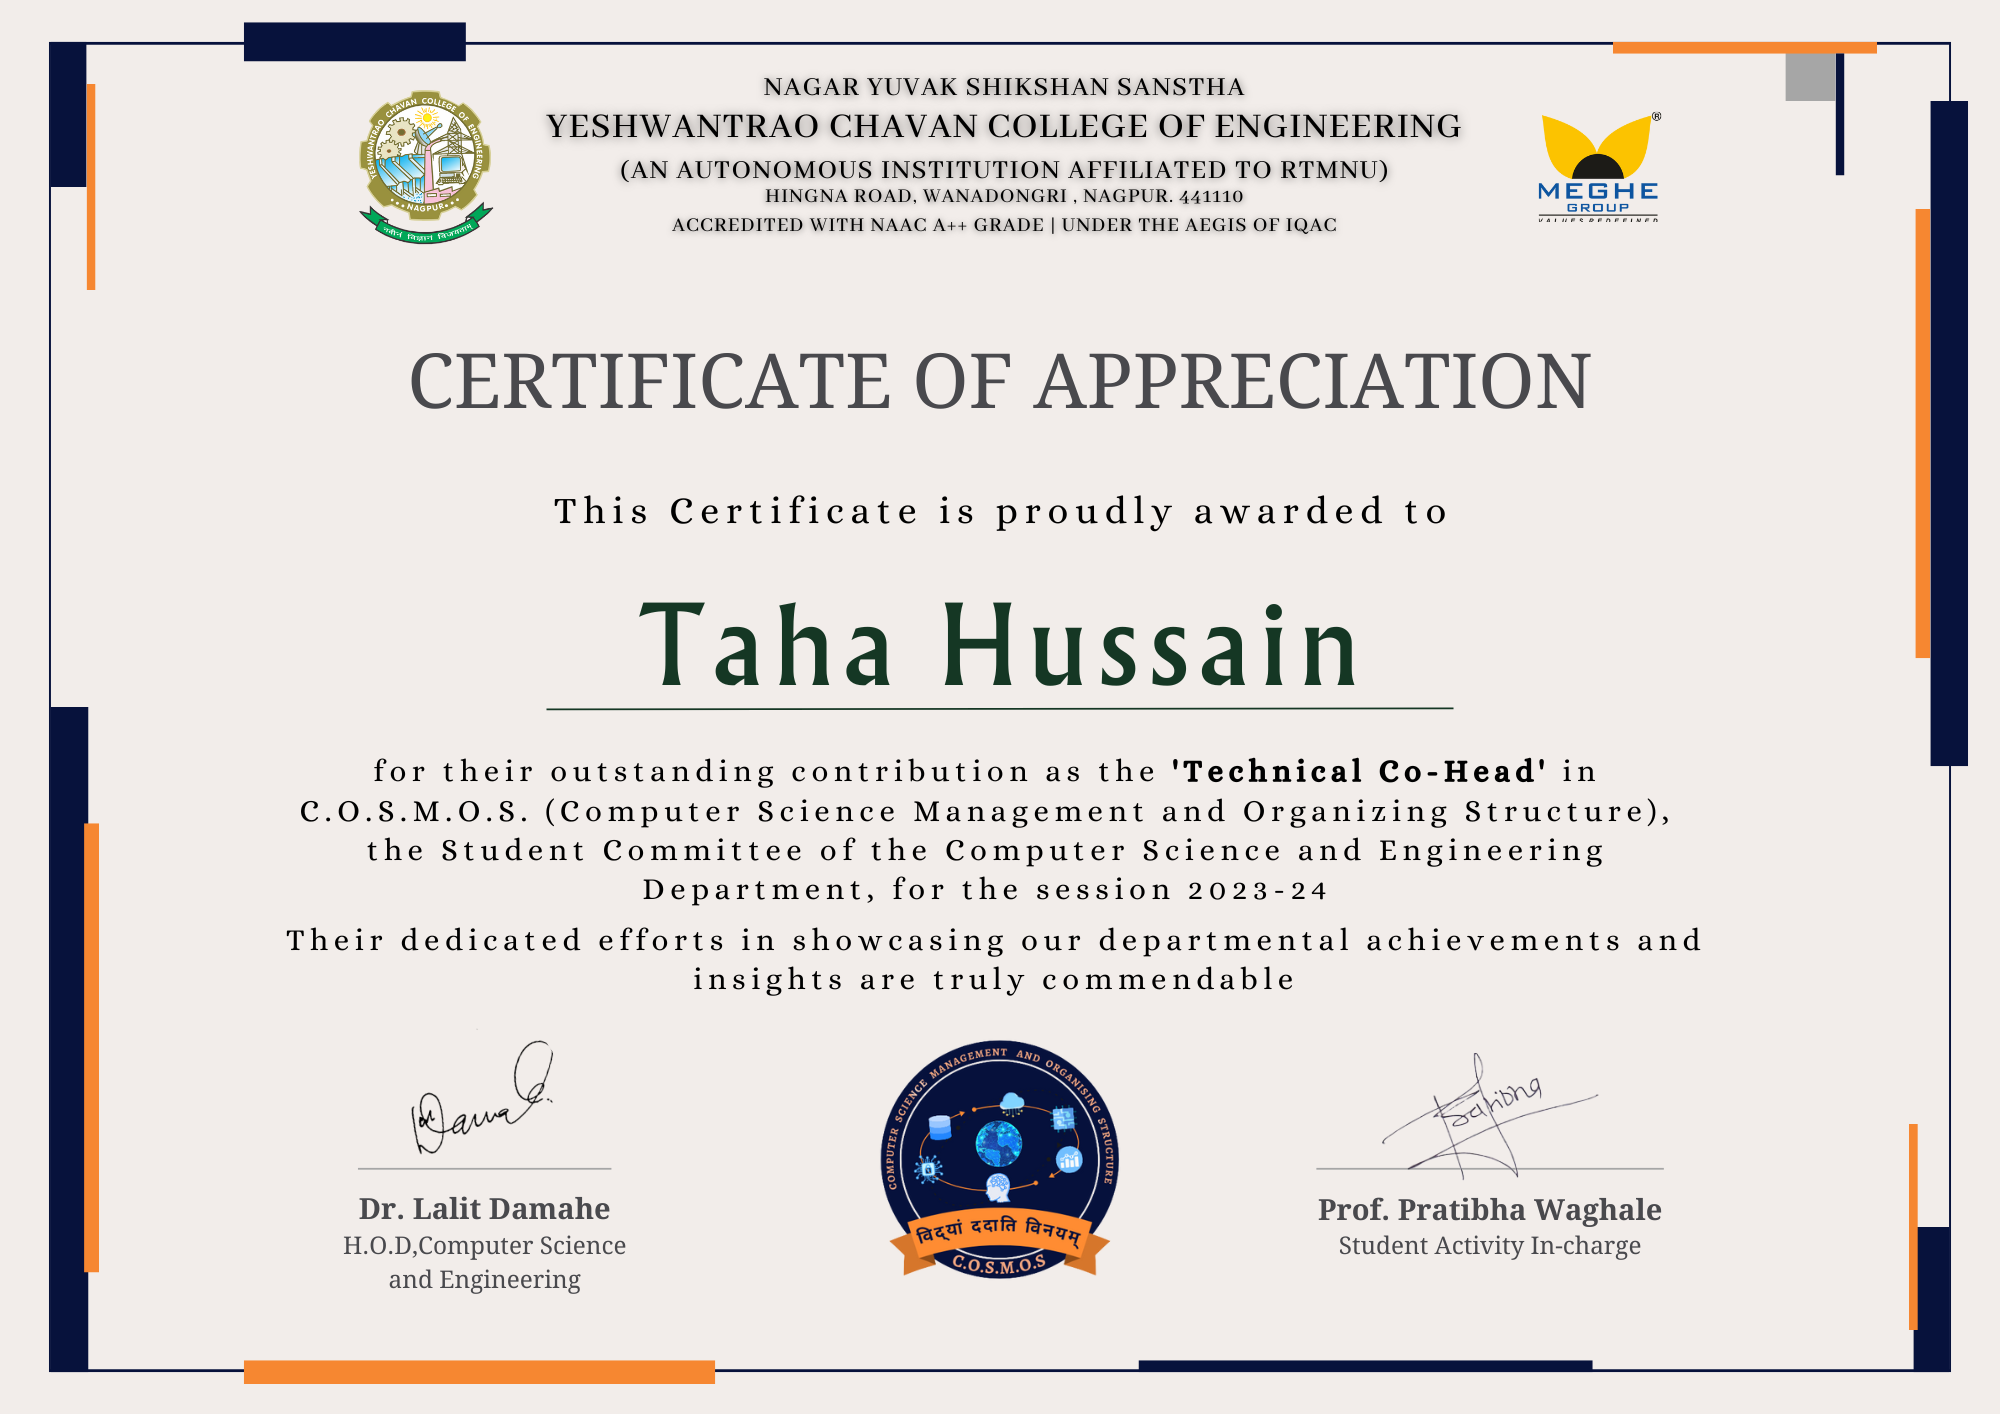 NAGAR YUVAK SHIKSHAN SANSTHA
YESHWANTRAO CHAVAN COLLEGE OF ENGINEERING
(AN AUTONOMOUS INSTITUTION AFFILIATED TO RTMNU)
HINGNA ROAD, WANADONGRI , NAGPUR. 441110
ACCREDITED WITH NAAC A++ GRADE | UNDER THE AEGIS OF IQAC
YESHWANTRAO CHAVAN COLLEGE OF ENGINEERING
NAGPUR
नवीनं विज्ञान विजयताम्
®
MEGHE
GROUP
VALUES REDEFINED
CERTIFICATE OF APPRECIATION
This Certificate is proudly awarded to
Taha Hussain
for their outstanding contribution as the 'Technical Co-Head' in
C.O.S.M.O.S. (Computer Science Management and Organizing Structure),
the Student Committee of the Computer Science and Engineering
Department, for the session 2023-24
Their dedicated efforts in showcasing our departmental achievements and
insights are truly commendable
Dr. Lalit Damahe
H.O.D,Computer Science
and Engineering
COMPUTER SCIENCE MANAGEMENT AND ORGANISING STRUCTURE
विद्यां ददाति विनयम्
C.O.S.M.O.S
Prof. Pratibha Waghale
Student Activity In-charge